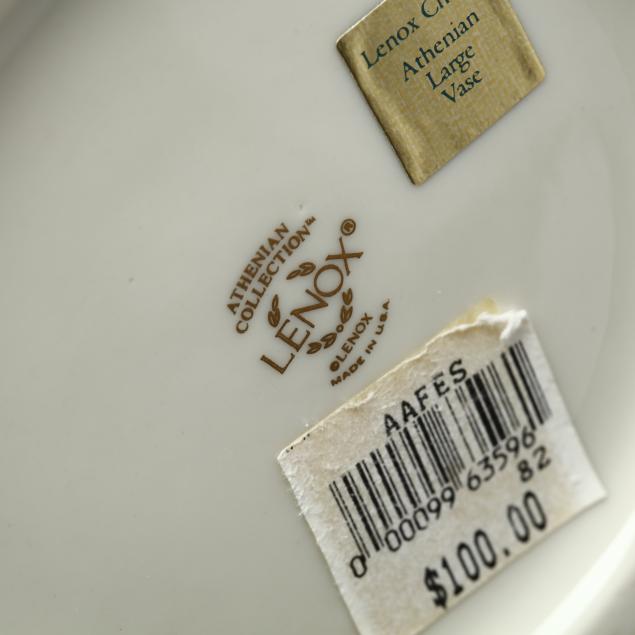 Lenox
Athenian
Large
Vase
ATHENIAN
COLLECTION™
LENOX®
©LENOX
MADE IN U.S.A.
AAFES
0 00099 63596
82
$100.00